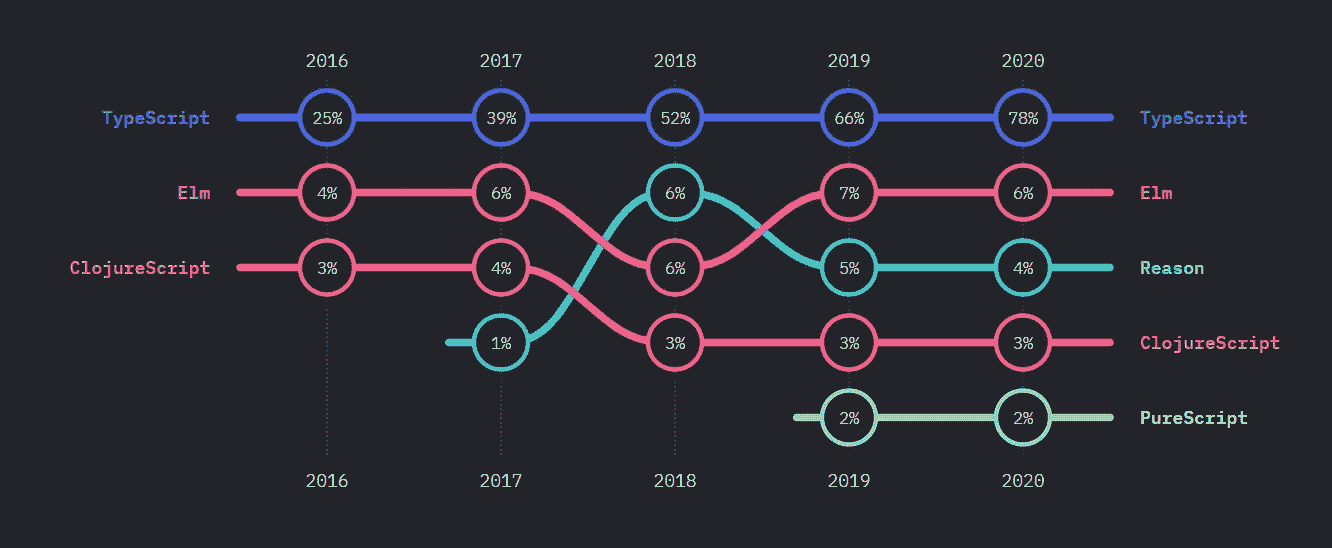 2016 2017 2018 2019 2020
TypeScript 25% 39% 52% 66% 78% TypeScript
Elm 4% 6% 6% 7% 6% Elm
ClojureScript 3% 4% 6% 5% 4% Reason
1% 3% 3% 3% ClojureScript
2% 2% PureScript
2016 2017 2018 2019 2020